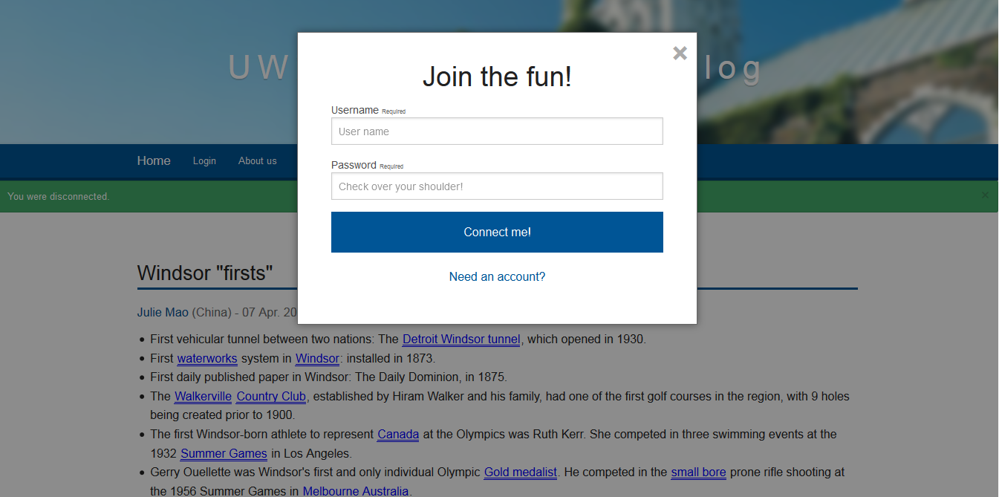 UW log
Join the fun!
Username Required
User name
Password Required
Check over your shoulder!
Connect me!
Need an account?
Home Login About us
You were disconnected. ×
Windsor "firsts"
Julie Mao (China) - 07 Apr. 20
• First vehicular tunnel between two nations: The Detroit Windsor tunnel, which opened in 1930.
• First waterworks system in Windsor: installed in 1873.
• First daily published paper in Windsor: The Daily Dominion, in 1875.
• The Walkerville Country Club, established by Hiram Walker and his family, had one of the first golf courses in the region, with 9 holes
being created prior to 1900.
• The first Windsor-born athlete to represent Canada at the Olympics was Ruth Kerr. She competed in three swimming events at the
1932 Summer Games in Los Angeles.
• Gerry Ouellette was Windsor's first and only individual Olympic Gold medalist. He competed in the small bore prone rifle shooting at
the 1956 Summer Games in Melbourne Australia.